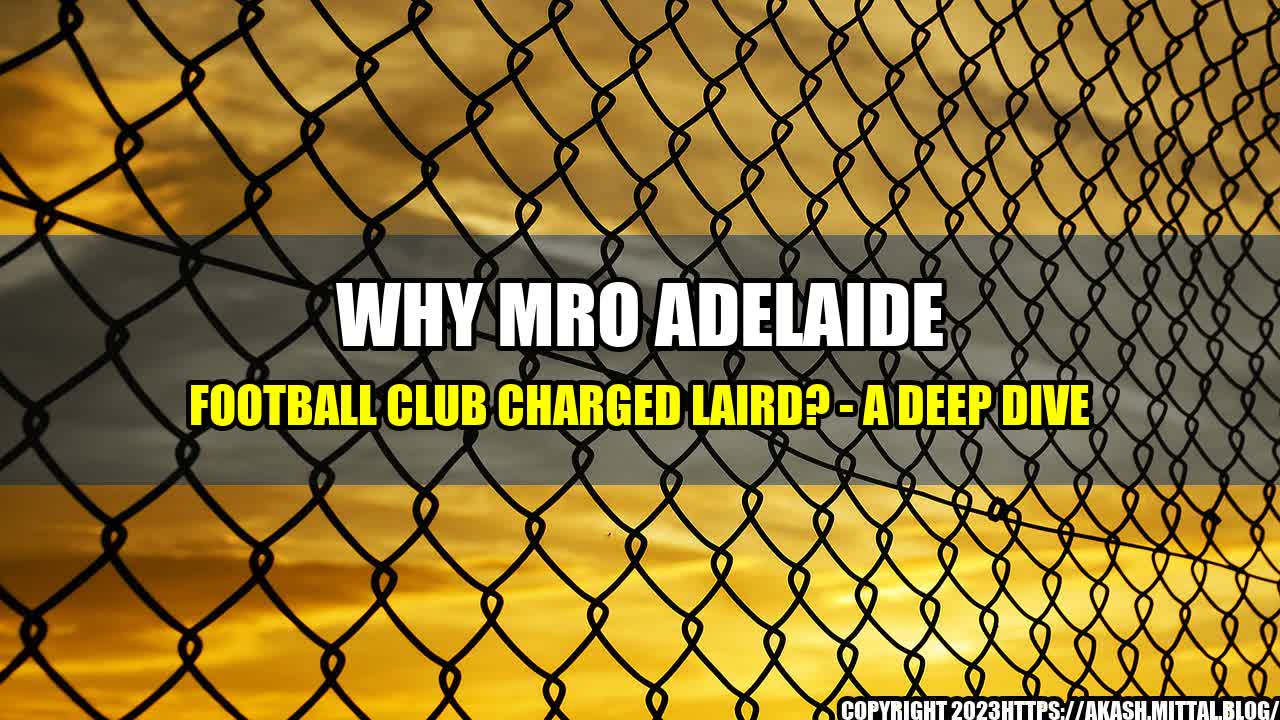 WHY MRO ADELAIDE
FOOTBALL CLUB CHARGED LAIRD? - A DEEP DIVE
COPYRIGHT 2023HTTPS://AKASH.MITTAL.BLOG/